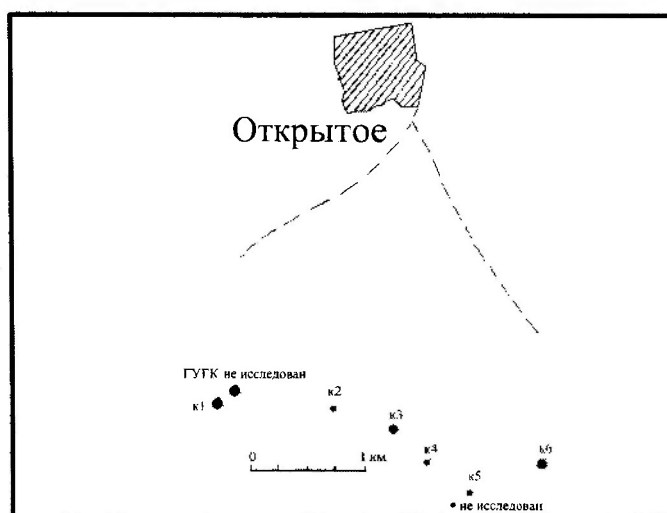 Открытое
ГУГК не исследован
к1
к2
к3
к4
к5
к6
0 1 км.
не исследован